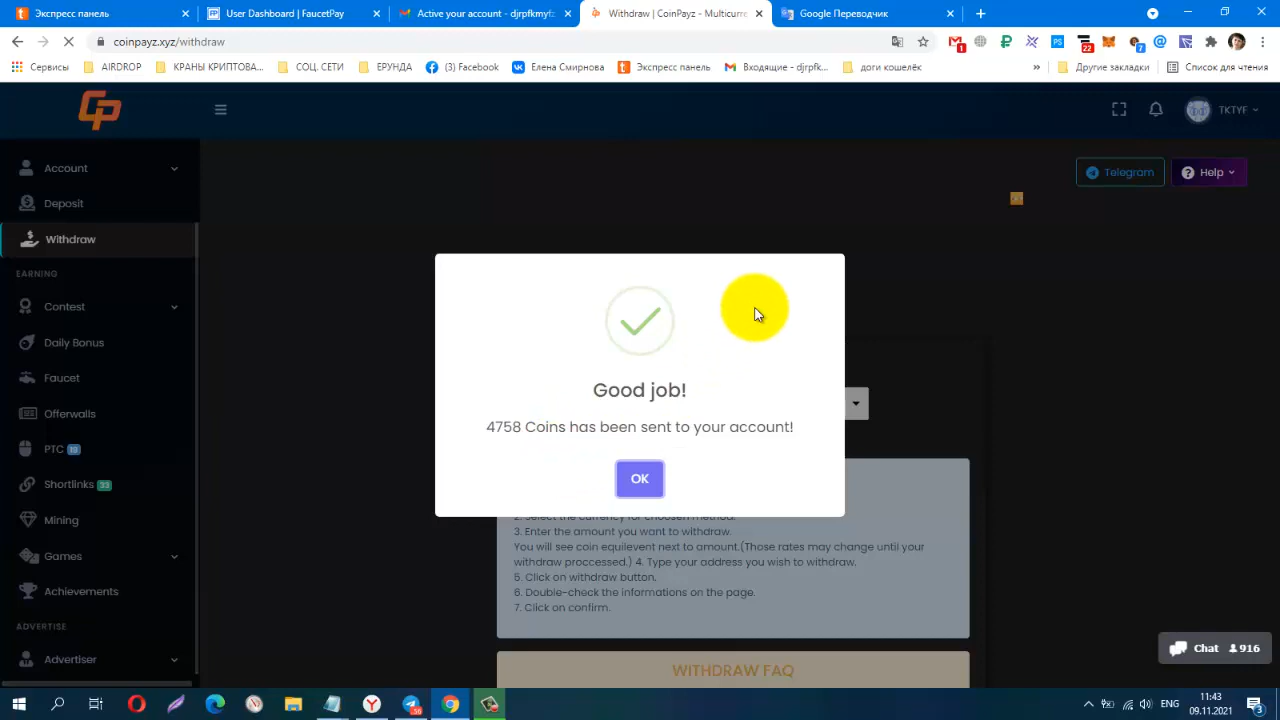 Экспресс панель
User Dashboard | FaucetPay
Active your account - djrpfkmyf
Withdraw | CoinPayz - Multicurre
Google Переводчик
coinpayz.xyz/withdraw
1
22
7
Сервисы
AIRDROP
КРАНЫ КРИПТОВА...
СОЦ. СЕТИ
ЕРУНДА
(3) Facebook
Елена Смирнова
Экспресс панель
Входящие - djrpfk...
доги кошелёк
»
Другие закладки
Список для чтения
TKTYF
Account
Deposit
Withdraw
EARNING
Contest
Daily Bonus
Faucet
Offerwalls
PTC
Shortlinks
Mining
Games
Achievements
ADVERTISE
Advertiser
Telegram
Help
Good job!
4758 Coins has been sent to your account!
OK
2. Select the currency for choosen method.
3. Enter the amount you want to withdraw.
You will see coin equilevent next to amount.(Those rates may change until your
withdraw proccessed.) 4. Type your address you wish to withdraw.
5. Click on withdraw button.
6. Double-check the informations on the page.
7. Click on confirm.
WITHDRAW FAQ
Chat 916
ENG
11:43
09.11.2021
3